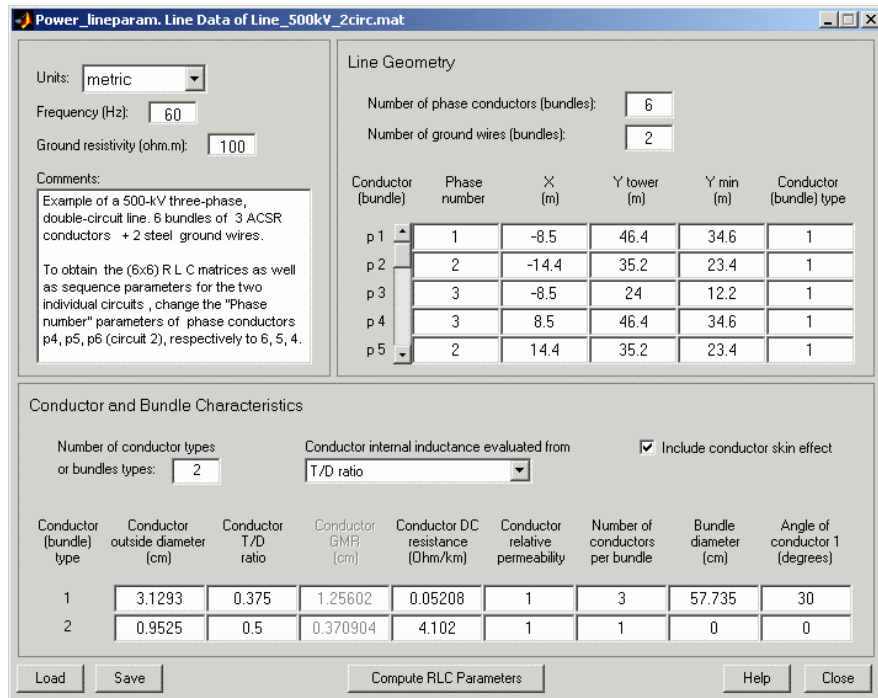 Power_lineparam. Line Data of Line_500kV_2circ.mat
Units: metric
Frequency (Hz): 60
Ground resistivity (ohm.m): 100
Comments:
Example of a 500-kV three-phase,
double-circuit line. 6 bundles of 3 ACSR
conductors + 2 steel ground wires.
To obtain the (6x6) R L C matrices as well
as sequence parameters for the two
individual circuits , change the "Phase
number" parameters of phase conductors
p4, p5, p6 (circuit 2), respectively to 6, 5, 4.
Line Geometry
Number of phase conductors (bundles): 6
Number of ground wires (bundles): 2
Conductor Phase X Y tower Y min Conductor
(bundle) number (m) (m) (m) (bundle) type
p 1 1 -8.5 46.4 34.6 1
p 2 2 -14.4 35.2 23.4 1
p 3 3 -8.5 24 12.2 1
p 4 3 8.5 46.4 34.6 1
p 5 2 14.4 35.2 23.4 1
Conductor and Bundle Characteristics
Number of conductor types
or bundles types: 2
Conductor internal inductance evaluated from
T/D ratio
Include conductor skin effect
Conductor Conductor Conductor Conductor Conductor DC Conductor Number of Bundle Angle of
(bundle) outside diameter T/D GMR resistance relative conductors diameter conductor 1
type (cm) ratio (cm) (Ohm/km) permeability per bundle (cm) (degrees)
1 3.1293 0.375 1.25602 0.05208 1 3 57.735 30
2 0.9525 0.5 0.370904 4.102 1 1 0 0
Load Save Compute RLC Parameters Help Close